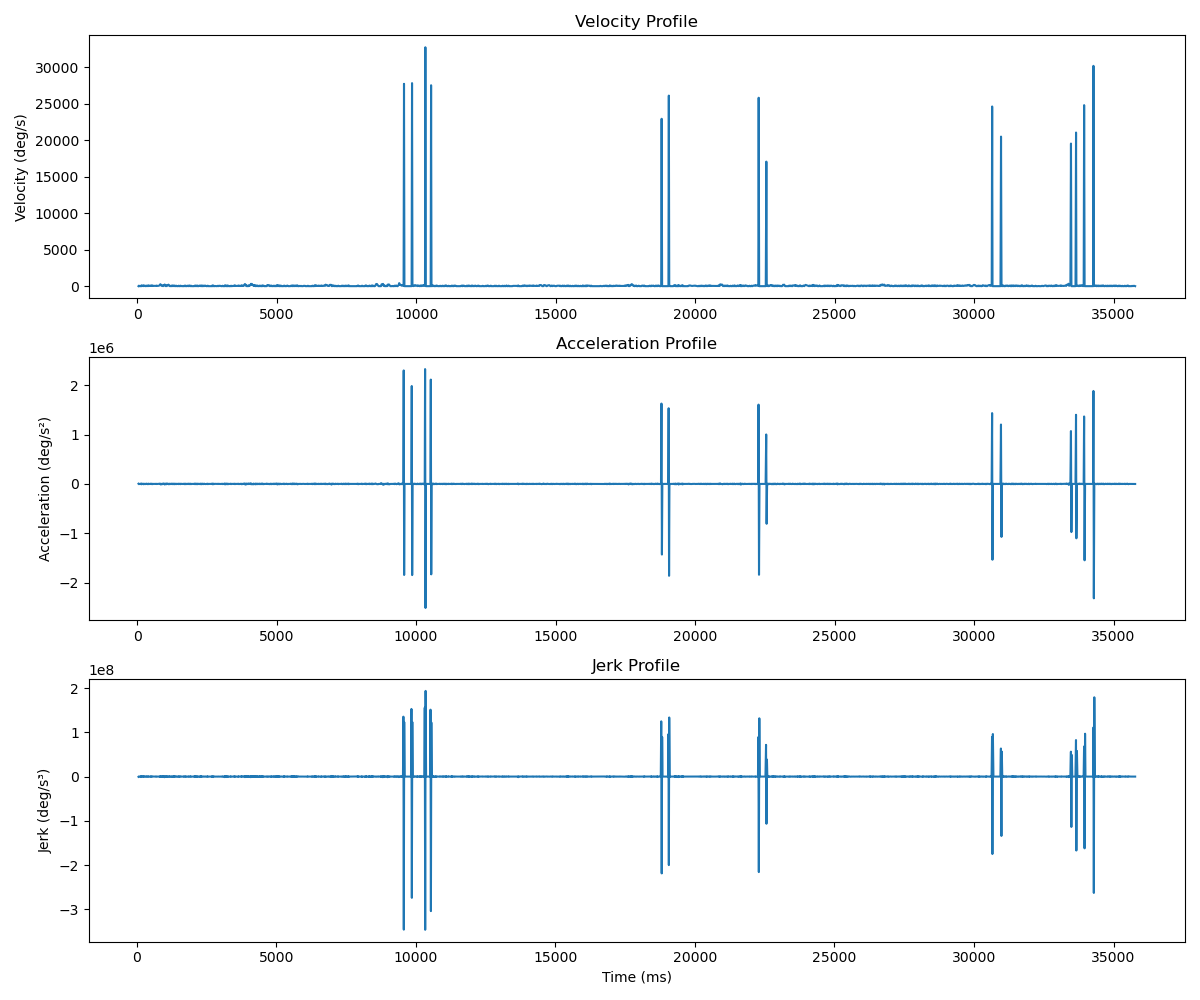 Velocity Profile
Velocity (deg/s)
30000
25000
20000
15000
10000
5000
0
0 5000 10000 15000 20000 25000 30000 35000
1e6
Acceleration Profile
Acceleration (deg/s²)
2
1
0
−1
−2
0 5000 10000 15000 20000 25000 30000 35000
1e8
Jerk Profile
Jerk (deg/s³)
2
1
0
−1
−2
−3
0 5000 10000 15000 20000 25000 30000 35000
Time (ms)